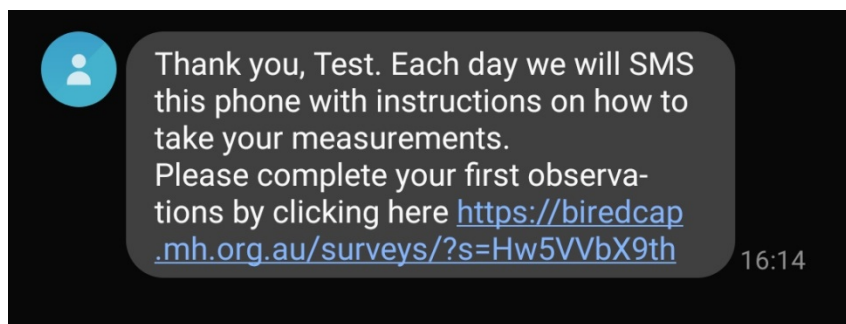 Thank you, Test. Each day we will SMS
this phone with instructions on how to
take your measurements.
Please complete your first observa-
tions by clicking here https://biredcap
.mh.org.au/surveys/?s=Hw5VVbX9th
16:14